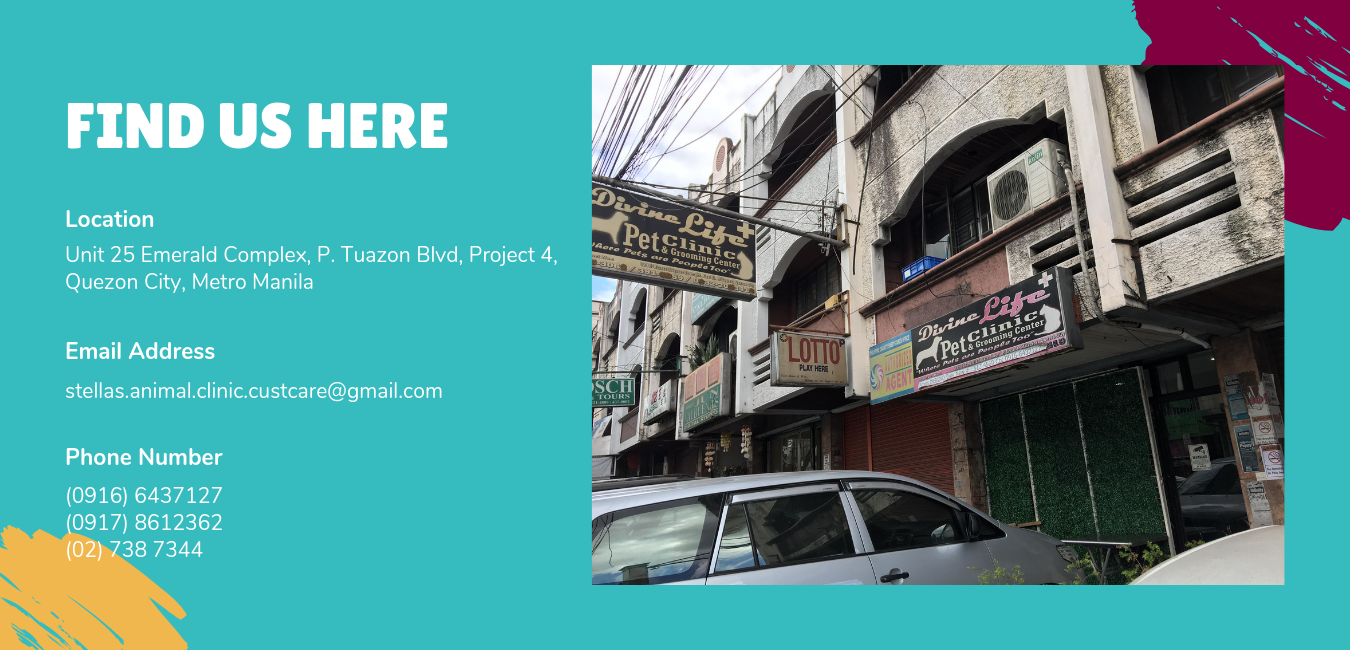 FIND US HERE
Location
Unit 25 Emerald Complex, P. Tuazon Blvd, Project 4,
Quezon City, Metro Manila
Email Address
stellas.animal.clinic.custcare@gmail.com
Phone Number
(0916) 6437127
(0917) 8612362
(02) 738 7344
Divine Life
Pet Clinic
& Grooming Center
Where Pets are People Too
LOTTO
PLAY HERE
OSCH
TOURS
AGENT
Divine Life
Pet Clinic
& Grooming Center
"Where Pets are People Too"